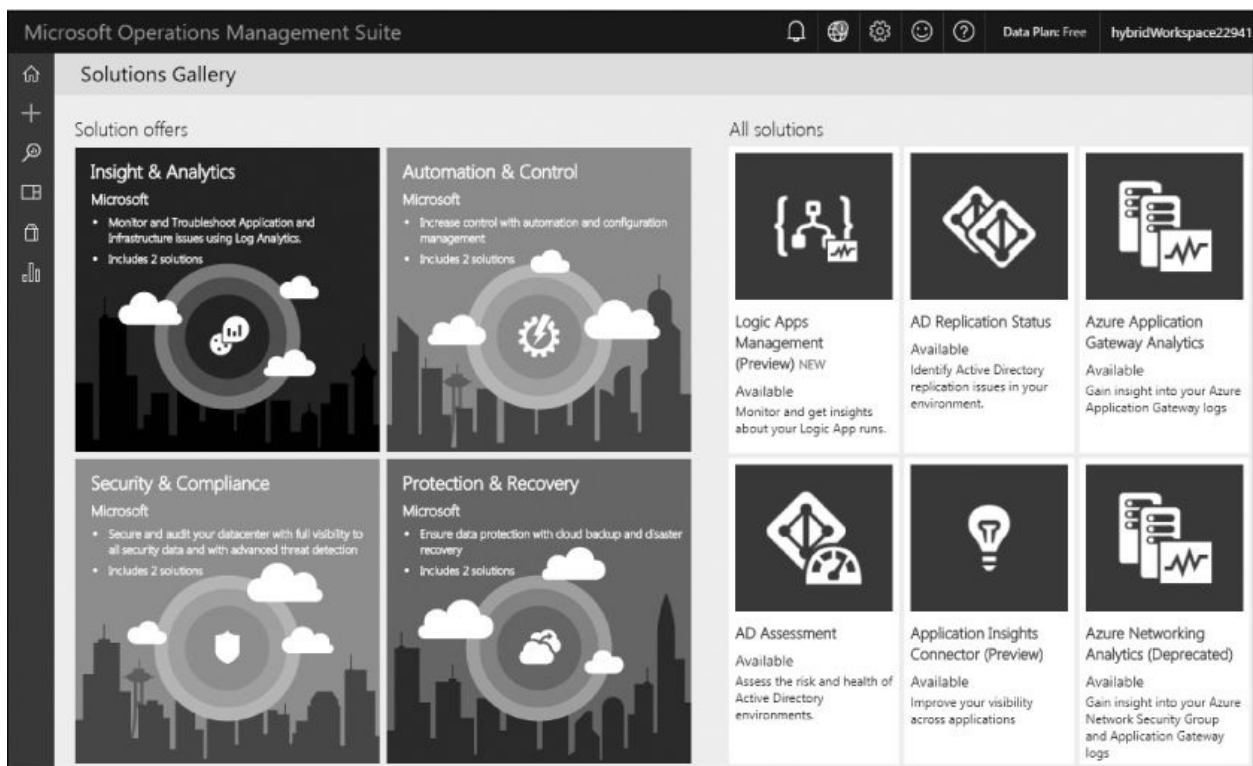 Microsoft Operations Management Suite
Data Plan: Free
hybridWorkspace22941
Solutions Gallery
Solution offers
Insight & Analytics
Microsoft
• Monitor and Troubleshoot Application and
Infrastructure issues using Log Analytics.
• Includes 2 solutions
Automation & Control
Microsoft
• Increase control with automation and configuration
management
• Includes 2 solutions
Security & Compliance
Microsoft
• Secure and audit your datacenter with full visibility to
all security data and with advanced threat detection
• Includes 2 solutions
Protection & Recovery
Microsoft
• Ensure data protection with cloud backup and disaster
recovery
• Includes 2 solutions
All solutions
Logic Apps
Management
(Preview) NEW
Available
Monitor and get insights
about your Logic App runs.
AD Replication Status
Available
Identify Active Directory
replication issues in your
environment.
Azure Application
Gateway Analytics
Available
Gain insight into your Azure
Application Gateway logs
AD Assessment
Available
Assess the risk and health of
Active Directory
environments.
Application Insights
Connector (Preview)
Available
Improve your visibility
across applications
Azure Networking
Analytics (Deprecated)
Available
Gain insight into your Azure
Network Security Group
and Application Gateway
logs